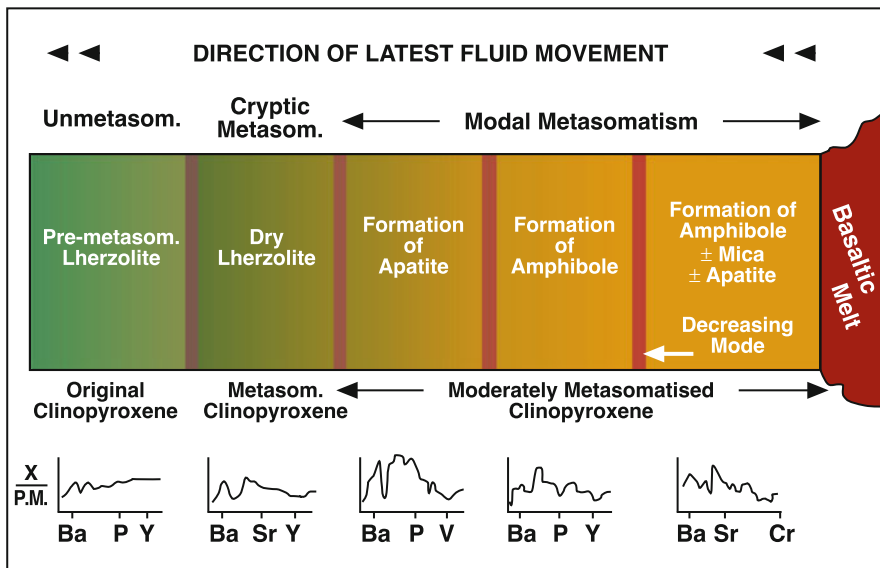 DIRECTION OF LATEST FLUID MOVEMENT
Unmetasom.
Cryptic
Metasom.
Modal Metasomatism
Pre-metasom.
Lherzolite
Dry
Lherzolite
Formation
of
Apatite
Formation
of
Amphibole
Formation of
Amphibole
± Mica
± Apatite
Decreasing
Mode
Basaltic
Melt
Original
Clinopyroxene
Metasom.
Clinopyroxene
Moderately Metasomatised
Clinopyroxene
X
P.M.
Ba P Y
Ba Sr Y
Ba P V
Ba P Y
Ba Sr Cr